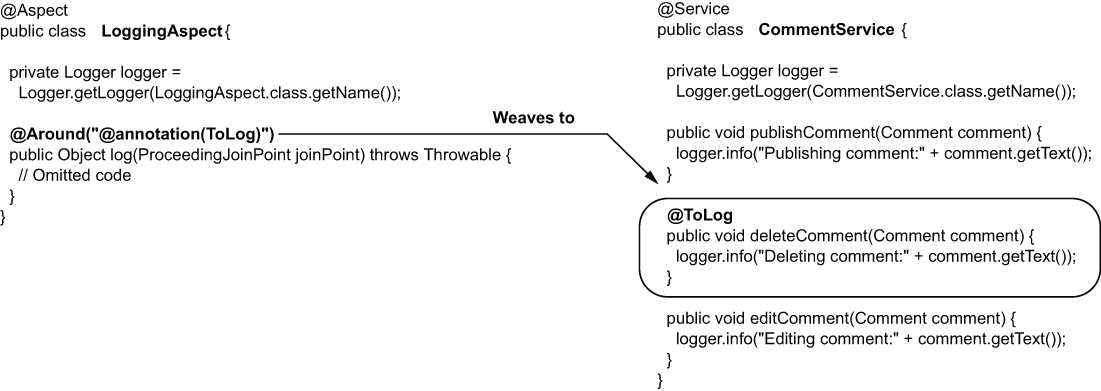 @Aspect
public class LoggingAspect{
private Logger logger =
Logger.getLogger(LoggingAspect.class.getName());
@Around("@annotation(ToLog)")
public Object log(ProceedingJoinPoint joinPoint) throws Throwable {
// Omitted code
}
}
Weaves to
@Service
public class CommentService {
private Logger logger =
Logger.getLogger(CommentService.class.getName());
public void publishComment(Comment comment) {
logger.info("Publishing comment:" + comment.getText());
}
@ToLog
public void deleteComment(Comment comment) {
logger.info("Deleting comment:" + comment.getText());
}
public void editComment(Comment comment) {
logger.info("Editing comment:" + comment.getText());
}
}